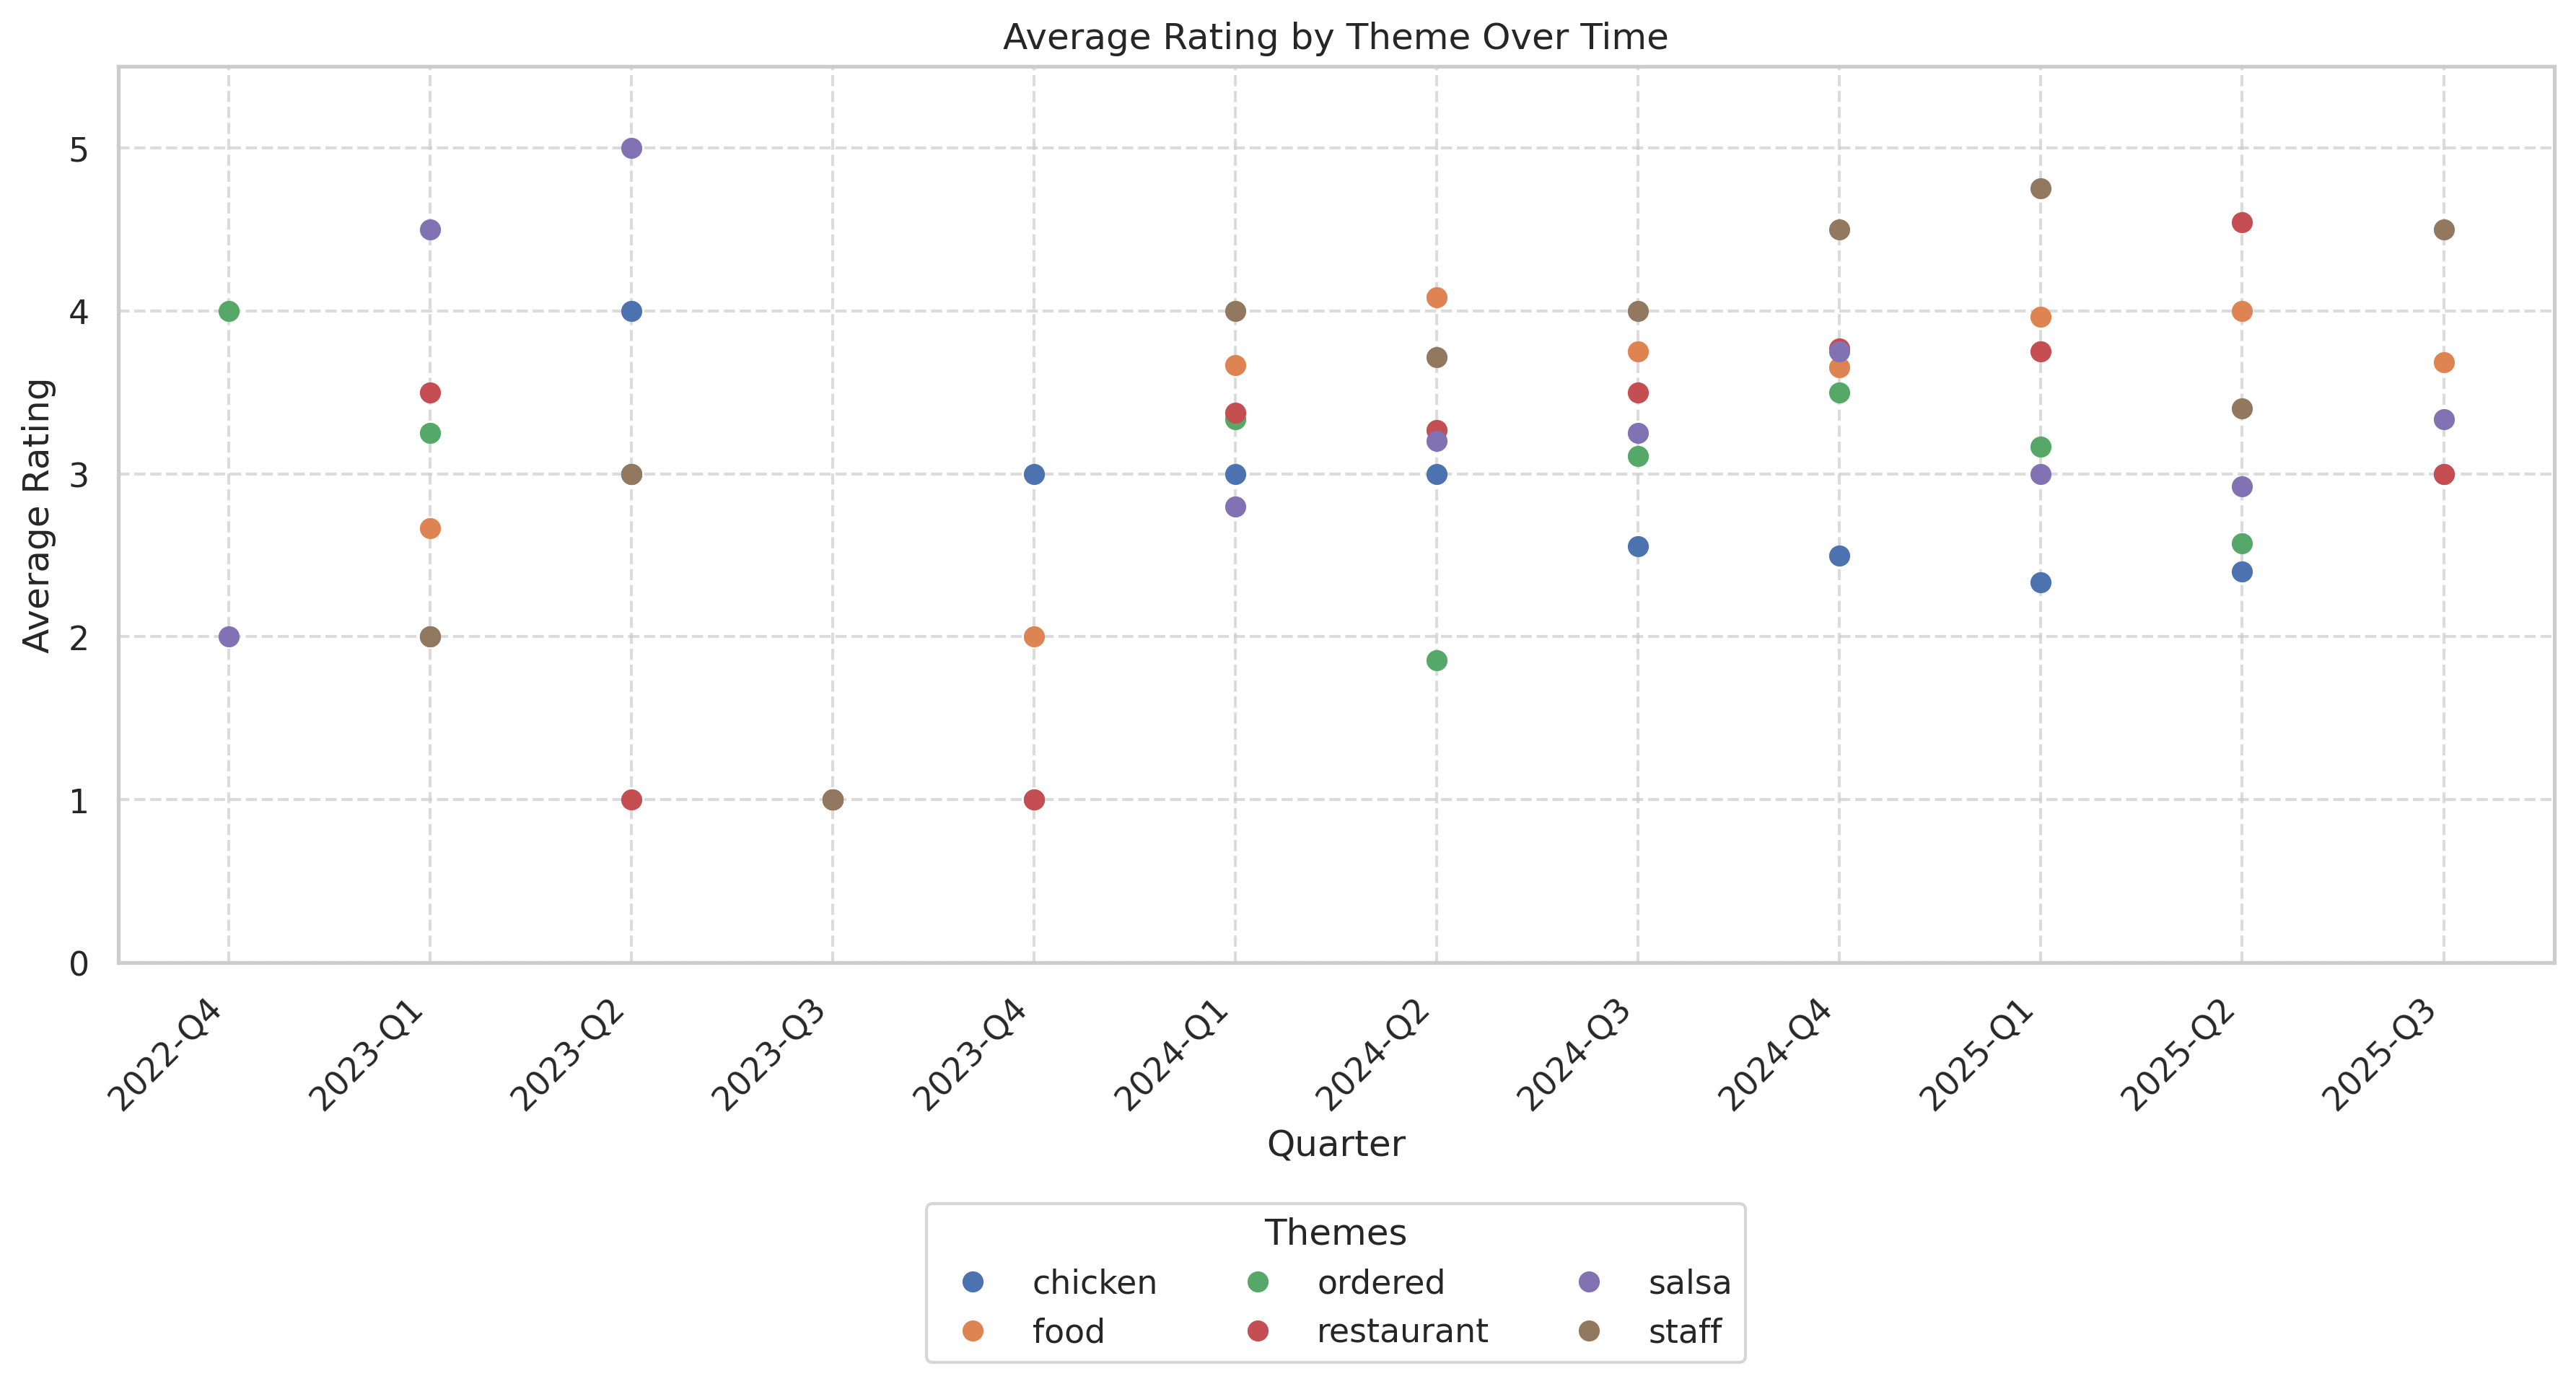 Average Rating by Theme Over Time
Average Rating
5
4
3
2
1
0
2022-Q4
2023-Q1
2023-Q2
2023-Q3
2023-Q4
2024-Q1
2024-Q2
2024-Q3
2024-Q4
2025-Q1
2025-Q2
2025-Q3
Quarter
Themes
chicken
food
ordered
restaurant
salsa
staff